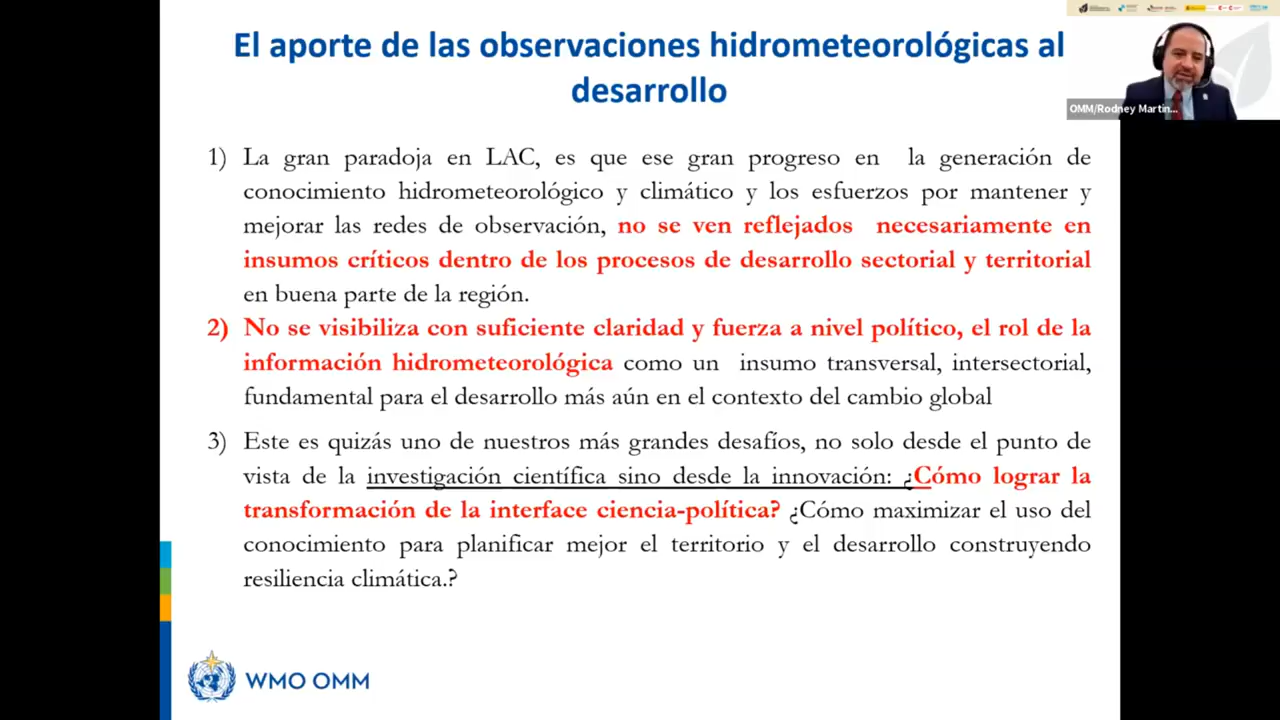 El aporte de las observaciones hidrometeorológicas al
desarrollo
OMM/Rodney Martin...
1) La gran paradoja en LAC, es que ese gran progreso en la generación de
conocimiento hidrometeorológico y climático y los esfuerzos por mantener y
mejorar las redes de observación, no se ven reflejados necesariamente en
insumos críticos dentro de los procesos de desarrollo sectorial y territorial
en buena parte de la región.
2) No se visibiliza con suficiente claridad y fuerza a nivel político, el rol de la
información hidrometeorológica como un insumo transversal, intersectorial,
fundamental para el desarrollo más aún en el contexto del cambio global
3) Este es quizás uno de nuestros más grandes desafíos, no solo desde el punto de
vista de la investigación científica sino desde la innovación: ¿Cómo lograr la
transformación de la interface ciencia-política? ¿Cómo maximizar el uso del
conocimiento para planificar mejor el territorio y el desarrollo construyendo
resiliencia climática.?
WMO OMM